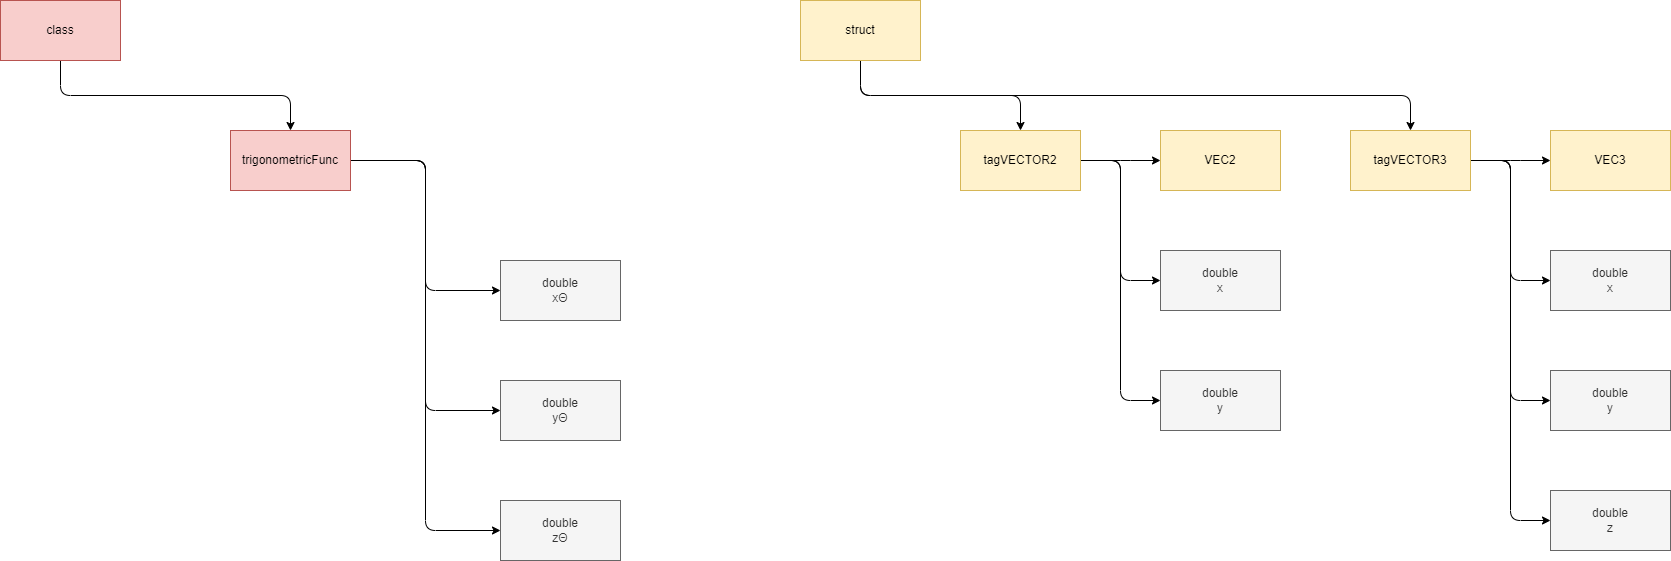 class
struct
trigonometricFunc
tagVECTOR2
VEC2
tagVECTOR3
VEC3
double
xΘ
double
x
double
x
double
yΘ
double
y
double
y
double
zΘ
double
z